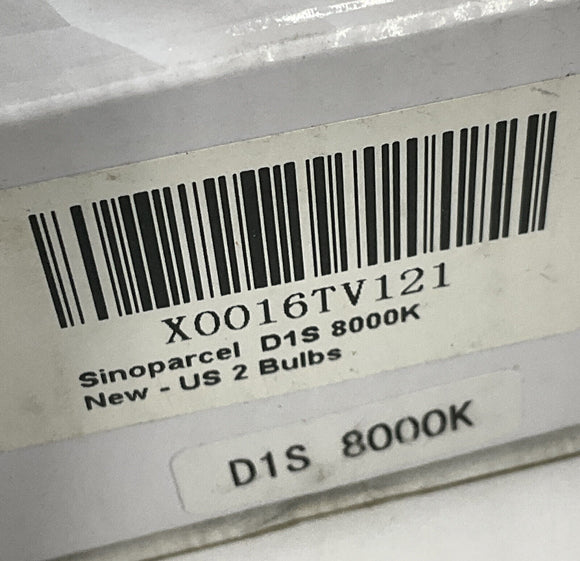 X0016TV121
Sinoparcel D1S 8000K
New - US 2 Bulbs
D1S 8000K